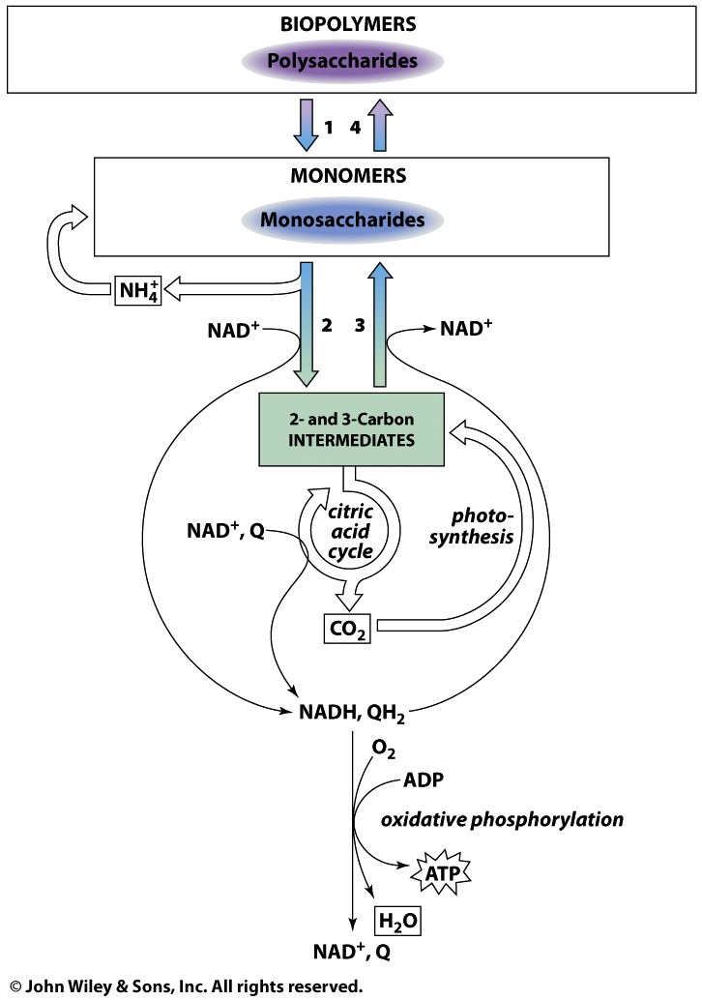 BIOPOLYMERS
Polysaccharides
1 4
MONOMERS
Monosaccharides
NH₄⁺
NAD⁺ 2 3 NAD⁺
2- and 3-Carbon
INTERMEDIATES
citric
acid
cycle
NAD⁺, Q
photo-
synthesis
CO₂
NADH, QH₂
O₂
ADP
oxidative phosphorylation
ATP
H₂O
NAD⁺, Q
© John Wiley & Sons, Inc. All rights reserved.